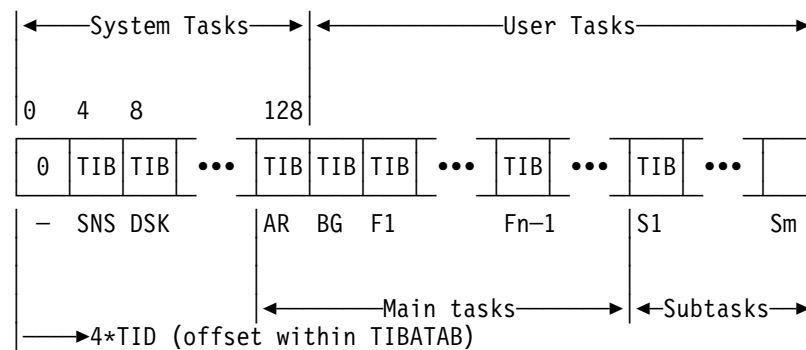 System Tasks User Tasks
0 4 8 128
0 TIB TIB ••• TIB TIB TIB ••• TIB ••• TIB •••
— SNS DSK AR BG F1 Fn—1 S1 Sm
Main tasks Subtasks
4*TID (offset within TIBATAB)